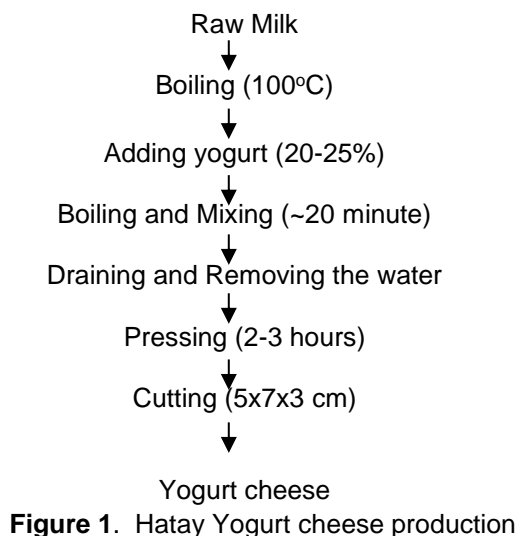 Raw Milk
Boiling (100°C)
Adding yogurt (20-25%)
Boiling and Mixing (~20 minute)
Draining and Removing the water
Pressing (2-3 hours)
Cutting (5x7x3 cm)
Yogurt cheese
Figure 1. Hatay Yogurt cheese production